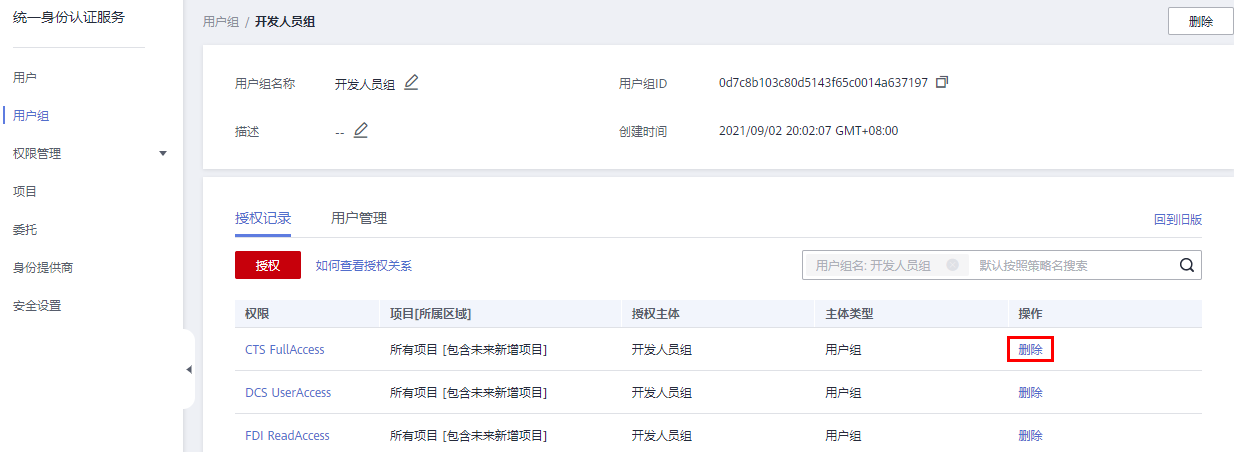 统一身份认证服务
用户
用户组
权限管理
项目
委托
身份提供商
安全设置
用户组 / 开发人员组
删除
用户组名称 开发人员组 用户组ID 0d7c8b103c80d5143f65c0014a637197
描述 -- 创建时间 2021/09/02 20:02:07 GMT+08:00
授权记录 用户管理 回到旧版
授权 如何查看授权关系 用户组名: 开发人员组 默认按照策略名搜索
权限 项目[所属区域] 授权主体 主体类型 操作
CTS FullAccess 所有项目 [包含未来新增项目] 开发人员组 用户组 删除
DCS UserAccess 所有项目 [包含未来新增项目] 开发人员组 用户组 删除
FDI ReadAccess 所有项目 [包含未来新增项目] 开发人员组 用户组 删除